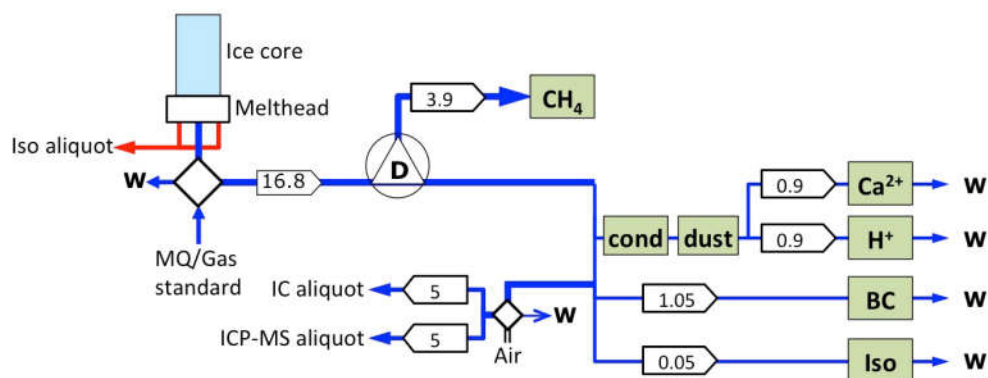 Ice core
Melthead
3.9
CH₄
Iso aliquot
D
W
16.8
0.9
Ca²⁺
W
cond
dust
0.9
H⁺
W
MQ/Gas
standard
IC aliquot
5
W
1.05
BC
W
ICP-MS aliquot
5
Air
0.05
Iso
W